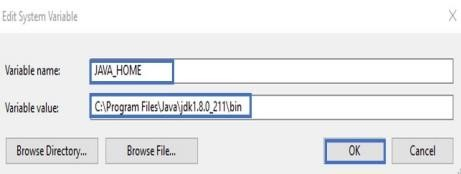 Edit System Variable
Variable name: JAVA_HOME
Variable value: C:\Program Files\Java\jdk1.8.0_211\bin
Browse Directory... Browse File... OK Cancel